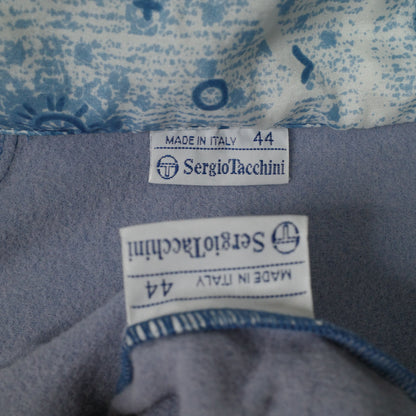 MADE IN ITALY 44
SergioTacchini
SergioTacchini
MADE IN ITALY
44